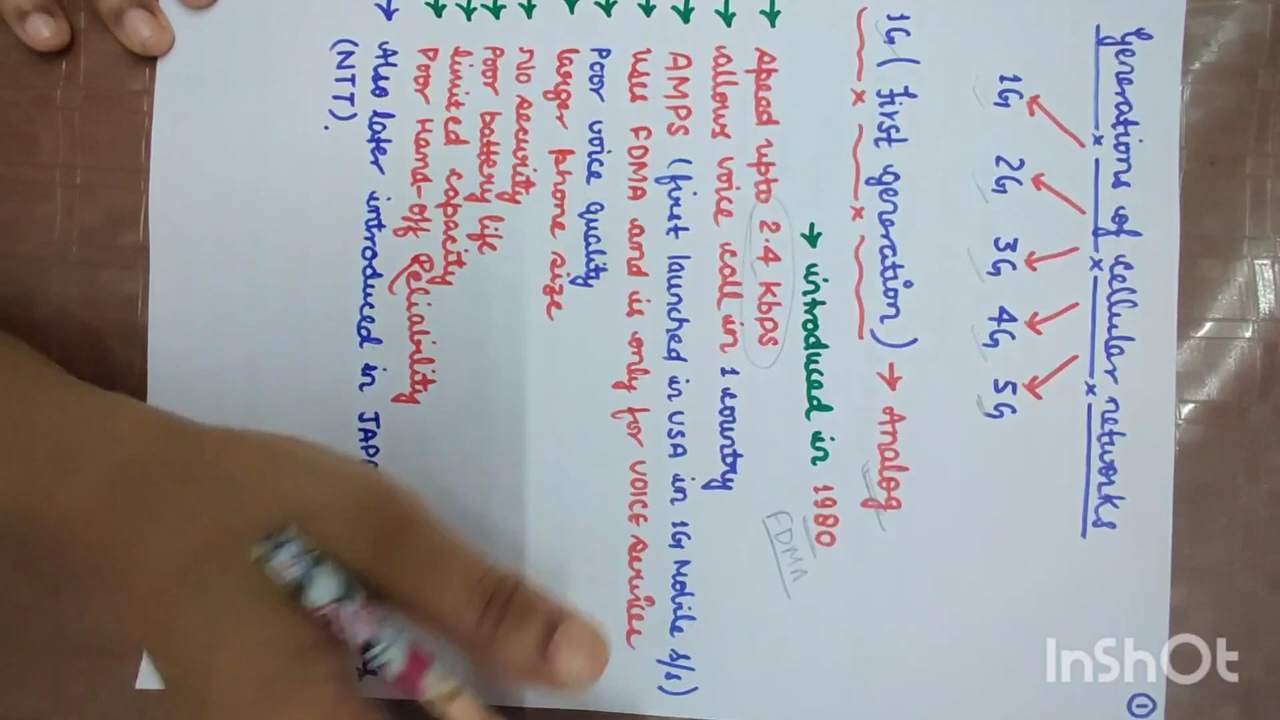 Generations of cellular networks
1G 2G 3G 4G 5G
1G (first generation) → Analog
→ introduced in 1980
FDMA
→ speed upto 2.4 Kbps
→ allows voice call in 1 country
→ AMPS (first launched in USA in 1G Mobile s/s)
→ uses FDMA and is only for voice services
→ Poor voice quality
→ larger phone size
→ No security
→ Poor battery life
→ limited capacity
→ Poor Hand-off Reliability
→ Also later introduced in
(NTT).
1
InShOt